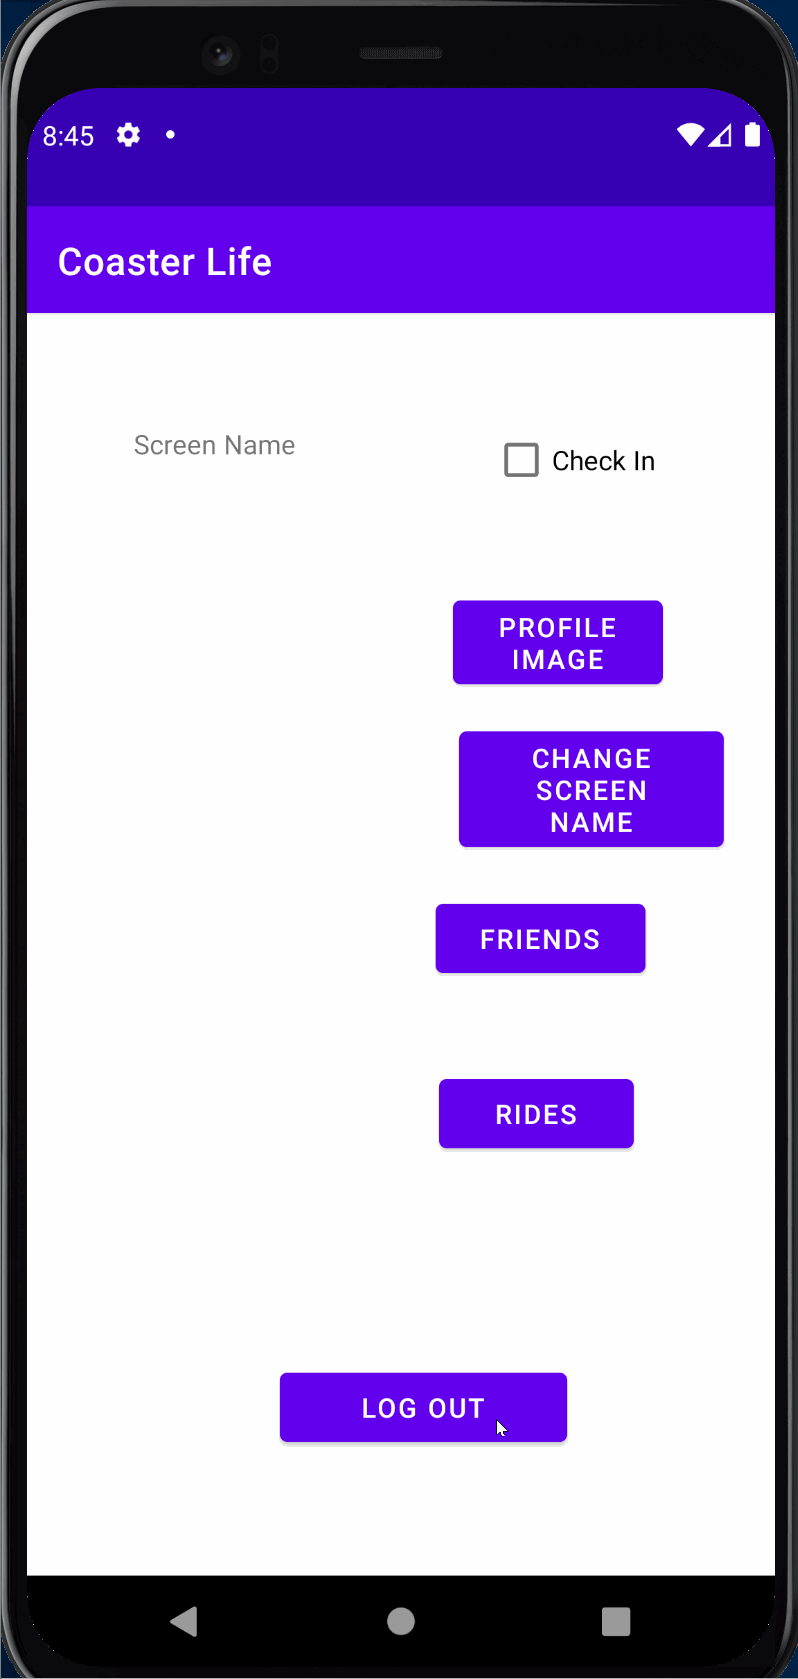 8:45
Coaster Life
Screen Name
Check In
PROFILE
IMAGE
CHANGE
SCREEN
NAME
FRIENDS
RIDES
LOG OUT